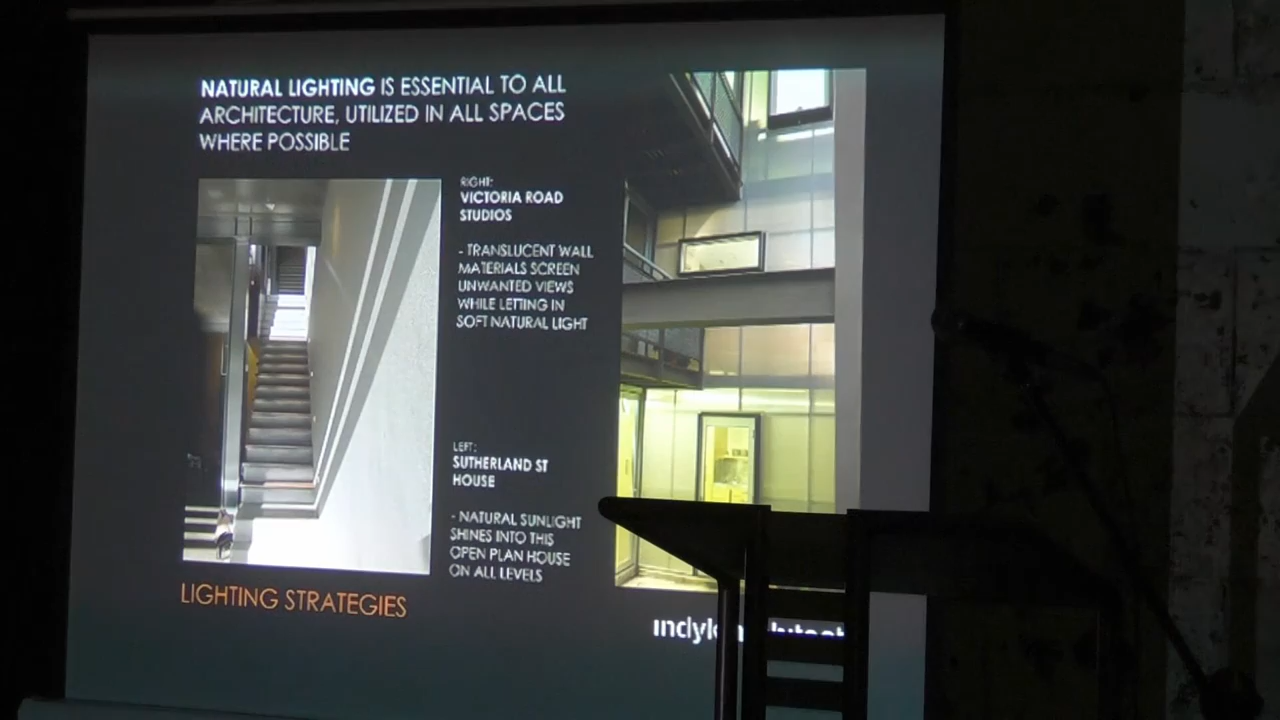 NATURAL LIGHTING IS ESSENTIAL TO ALL
ARCHITECTURE, UTILIZED IN ALL SPACES
WHERE POSSIBLE
RIGHT:
VICTORIA ROAD
STUDIOS
- TRANSLUCENT WALL
MATERIALS SCREEN
UNWANTED VIEWS
WHILE LETTING IN
SOFT NATURAL LIGHT
LEFT:
SUTHERLAND ST
HOUSE
- NATURAL SUNLIGHT
SHINES INTO THIS
OPEN PLAN HOUSE
ON ALL LEVELS
LIGHTING STRATEGIES